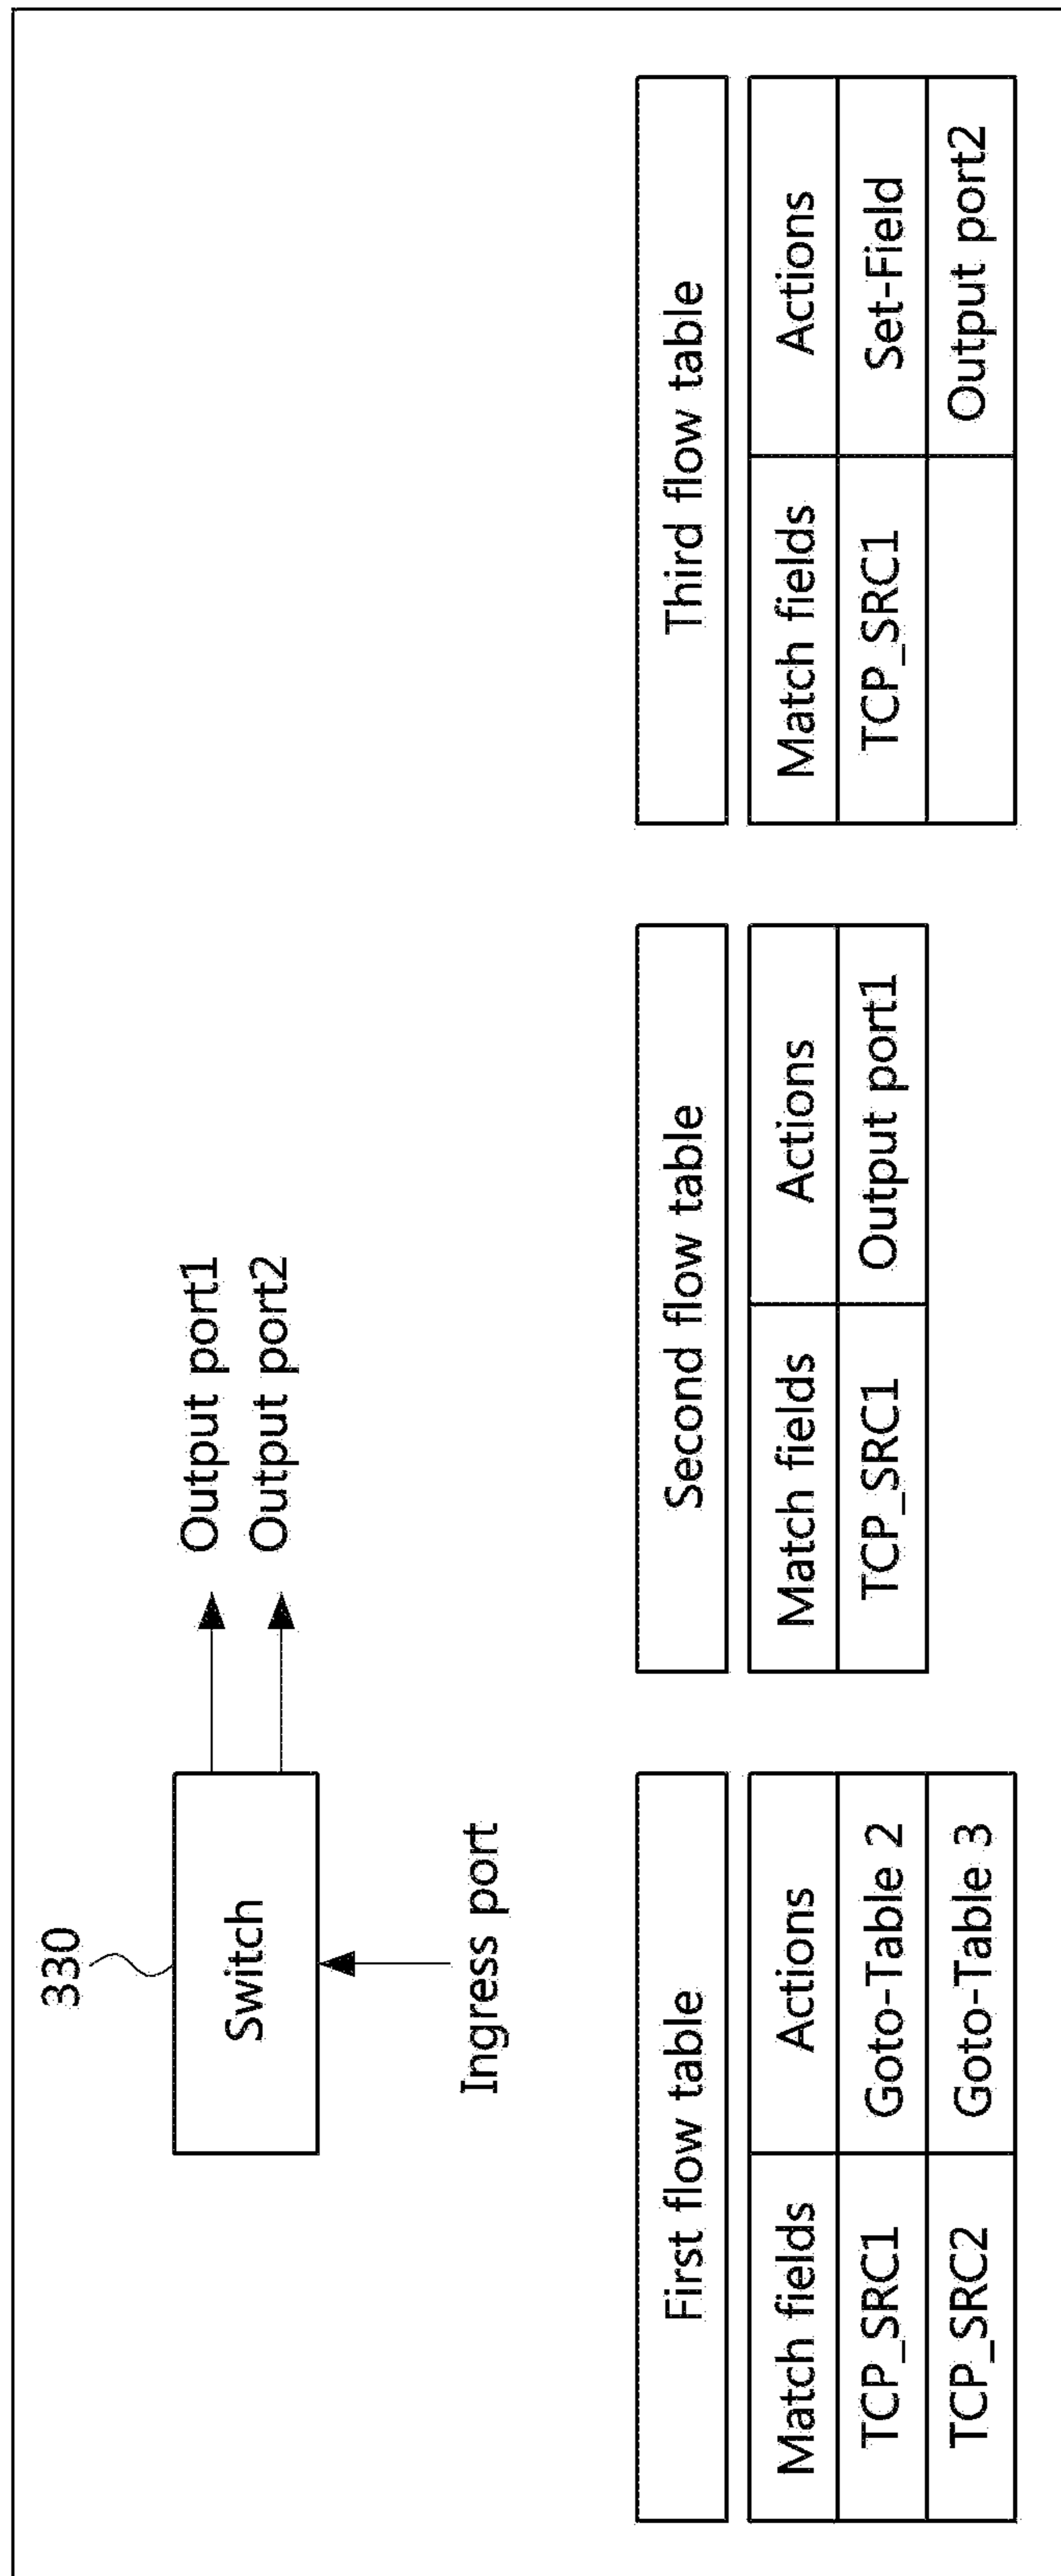 330
Switch
Output port1
Output port2
Ingress port
First flow table
Match fields Actions
TCP_SRC1 Goto-Table 2
TCP_SRC2 Goto-Table 3
Second flow table
Match fields Actions
TCP_SRC1 Output port1
Third flow table
Match fields Actions
TCP_SRC1 Set-Field
Output port2